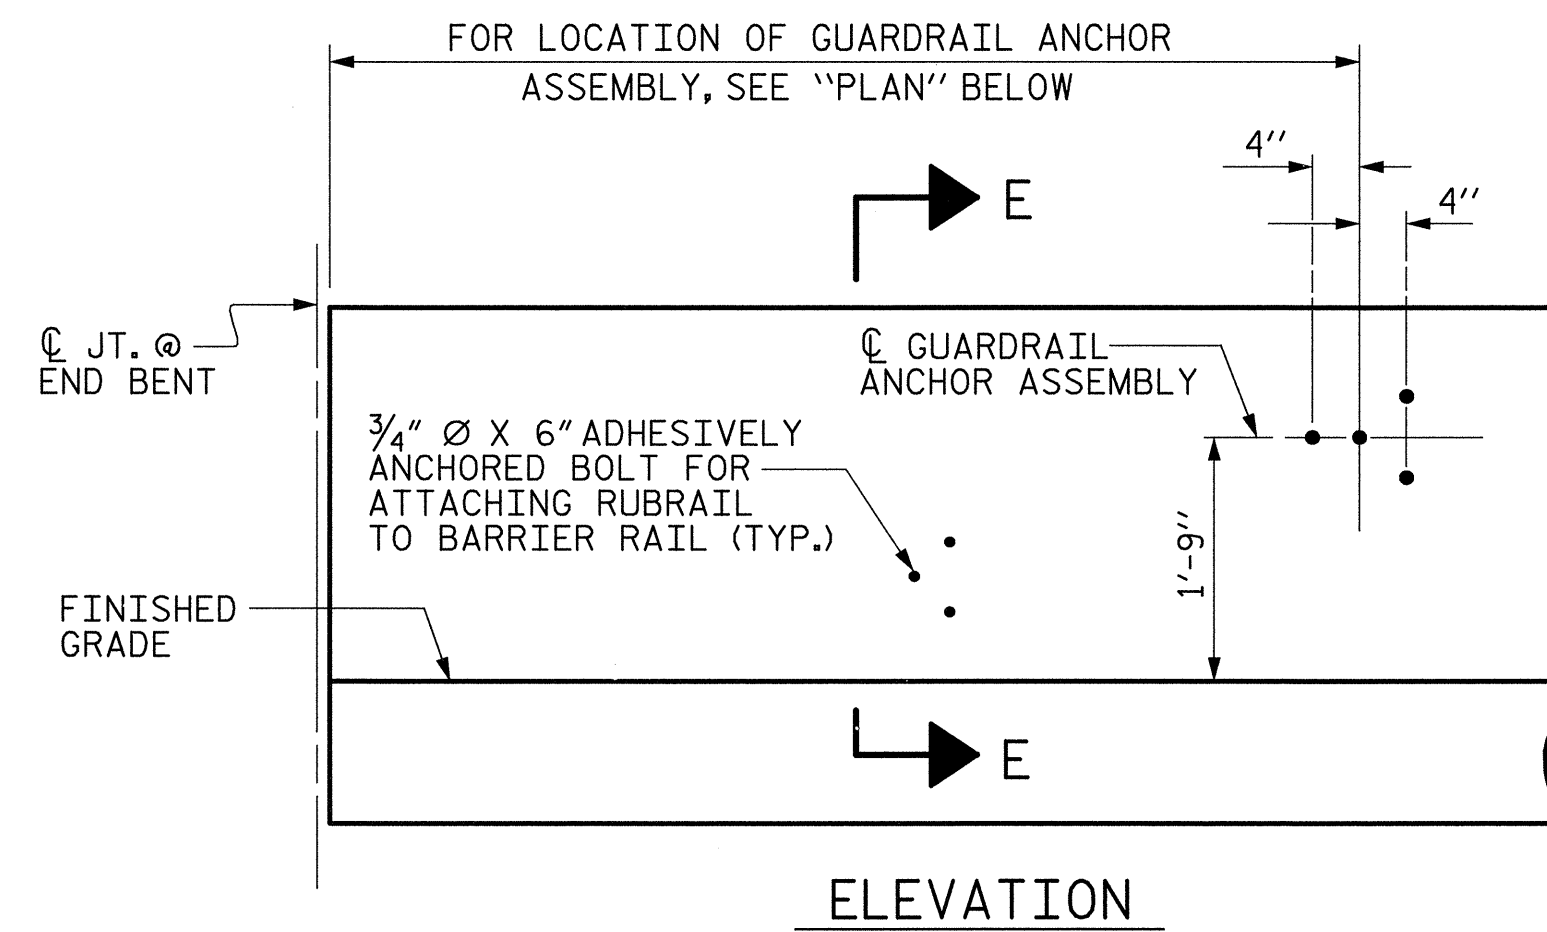 FOR LOCATION OF GUARDRAIL ANCHOR
ASSEMBLY, SEE "PLAN" BELOW
4"
E
4"
℄ JT. @
END BENT
℄ GUARDRAIL
ANCHOR ASSEMBLY
3/4" Ø X 6" ADHESIVELY
ANCHORED BOLT FOR
ATTACHING RUBRAIL
TO BARRIER RAIL (TYP.)
1'-9"
FINISHED
GRADE
E
ELEVATION